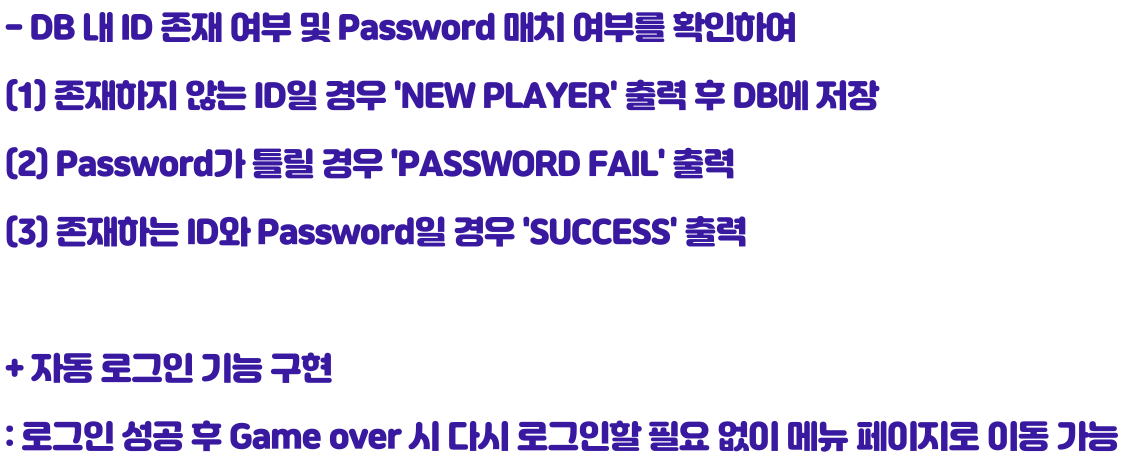 - DB 내 ID 존재 여부 및 Password 매치 여부를 확인하여
(1) 존재하지 않는 ID일 경우 'NEW PLAYER' 출력 후 DB에 저장
(2) Password가 틀릴 경우 'PASSWORD FAIL' 출력
(3) 존재하는 ID와 Password일 경우 'SUCCESS' 출력
+ 자동 로그인 기능 구현
: 로그인 성공 후 Game over 시 다시 로그인할 필요 없이 메뉴 페이지로 이동 가능